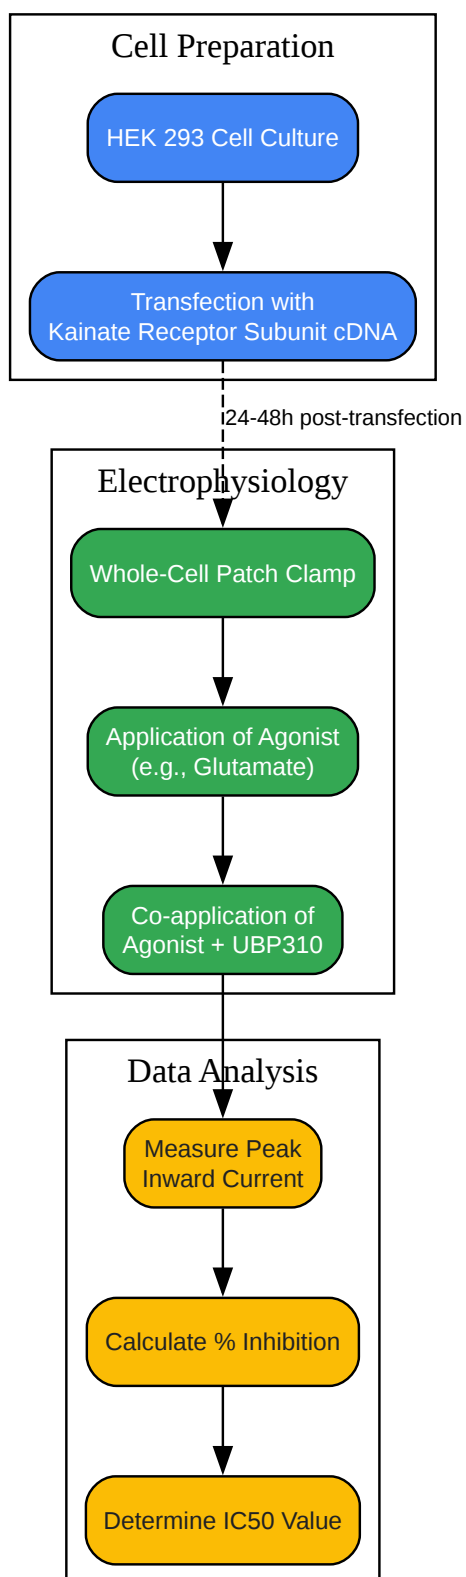 Cell Preparation
HEK 293 Cell Culture
Transfection with
Kainate Receptor Subunit cDNA
24-48h post-transfection
Electrophysiology
Whole-Cell Patch Clamp
Application of Agonist
(e.g., Glutamate)
Co-application of
Agonist + UBP310
Data Analysis
Measure Peak
Inward Current
Calculate % Inhibition
Determine IC50 Value